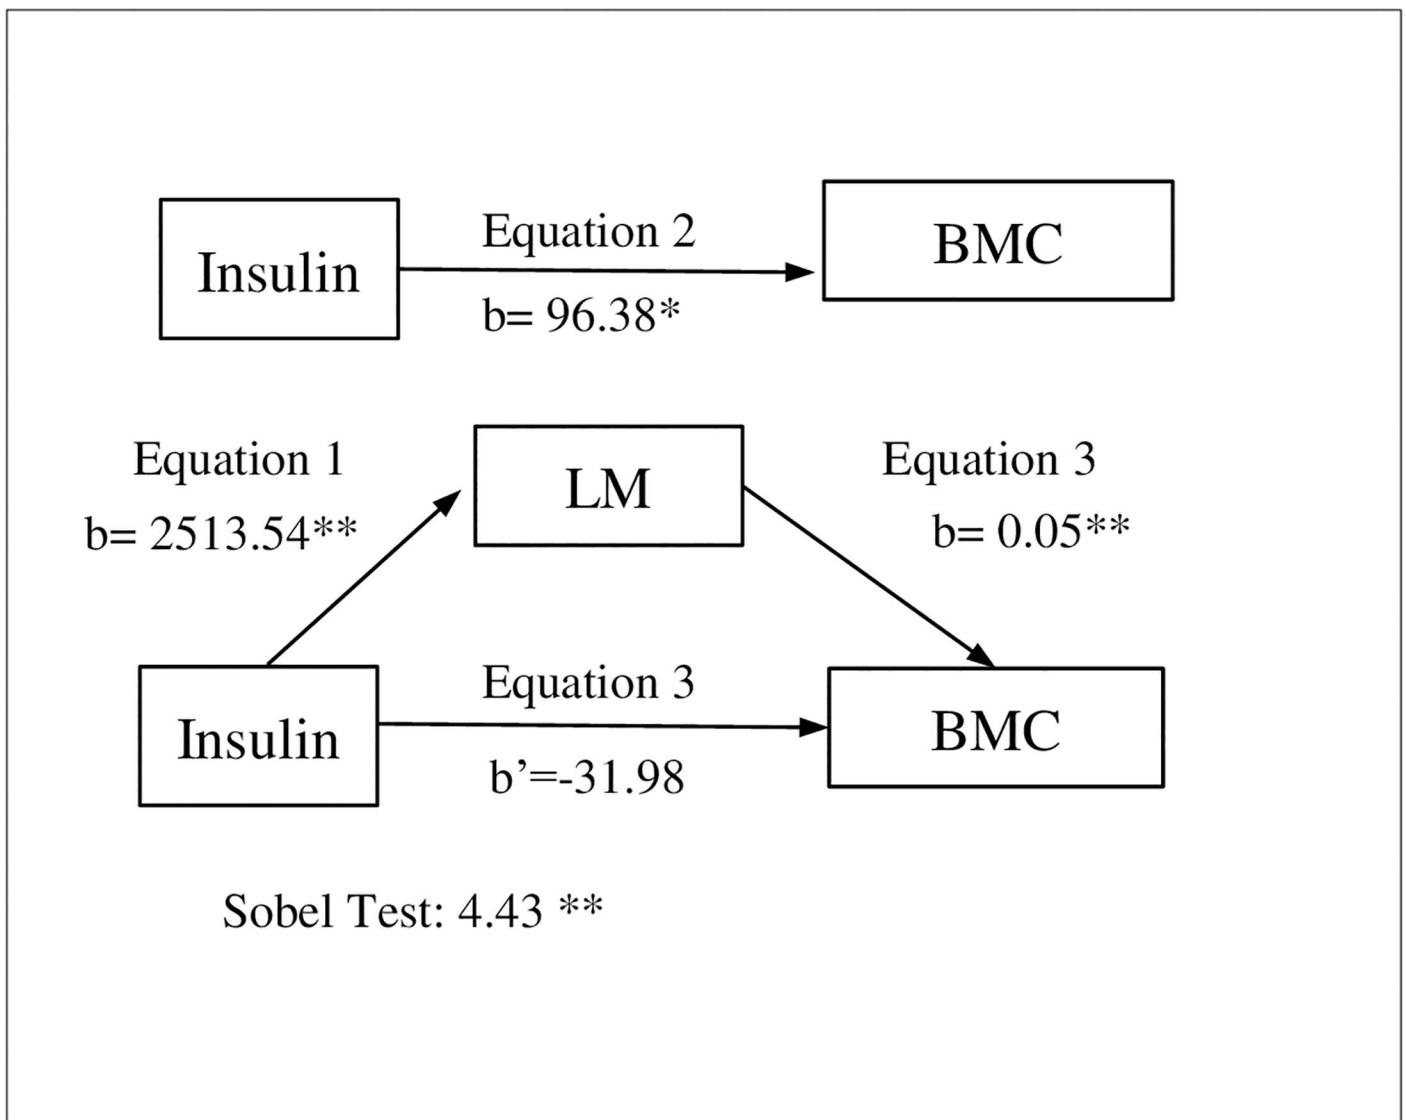 Equation 2
Insulin
BMC
b= 96.38*
Equation 1
LM
Equation 3
b= 2513.54**
b= 0.05**
Equation 3
Insulin
BMC
b’=-31.98
Sobel Test: 4.43 **